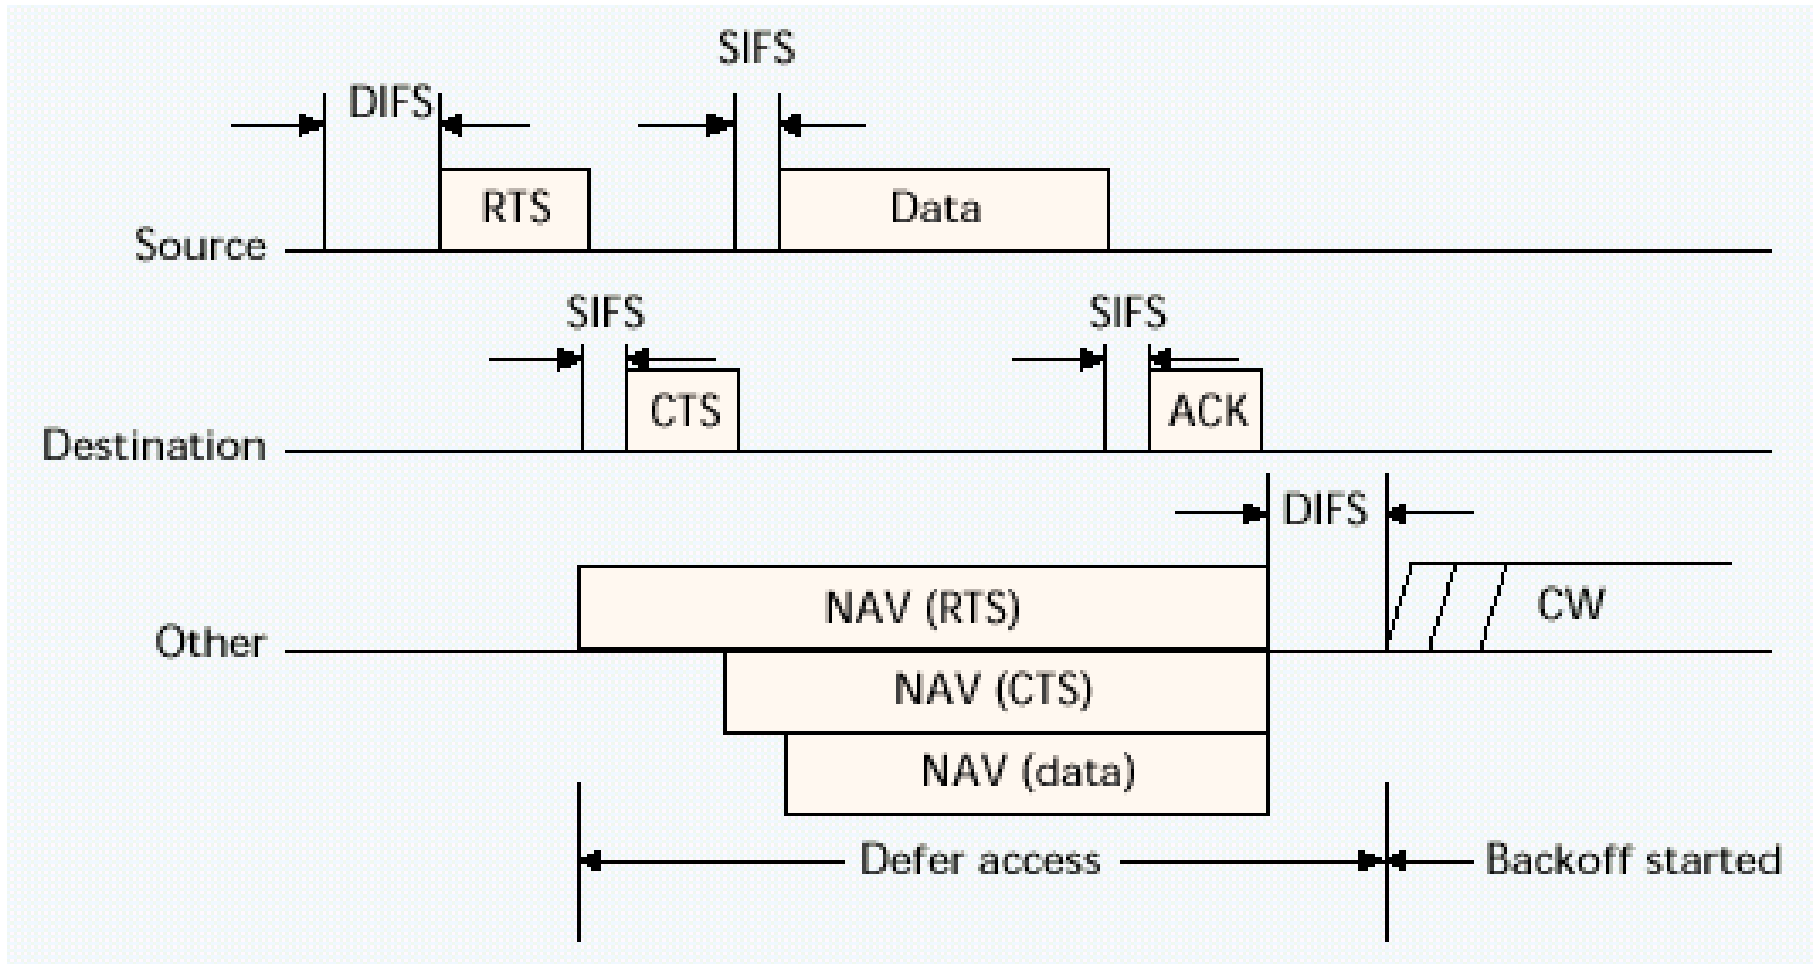 SIFS
DIFS
RTS
Data
Source
SIFS
SIFS
CTS
ACK
Destination
DIFS
NAV (RTS)
CW
Other
NAV (CTS)
NAV (data)
Defer access
Backoff started